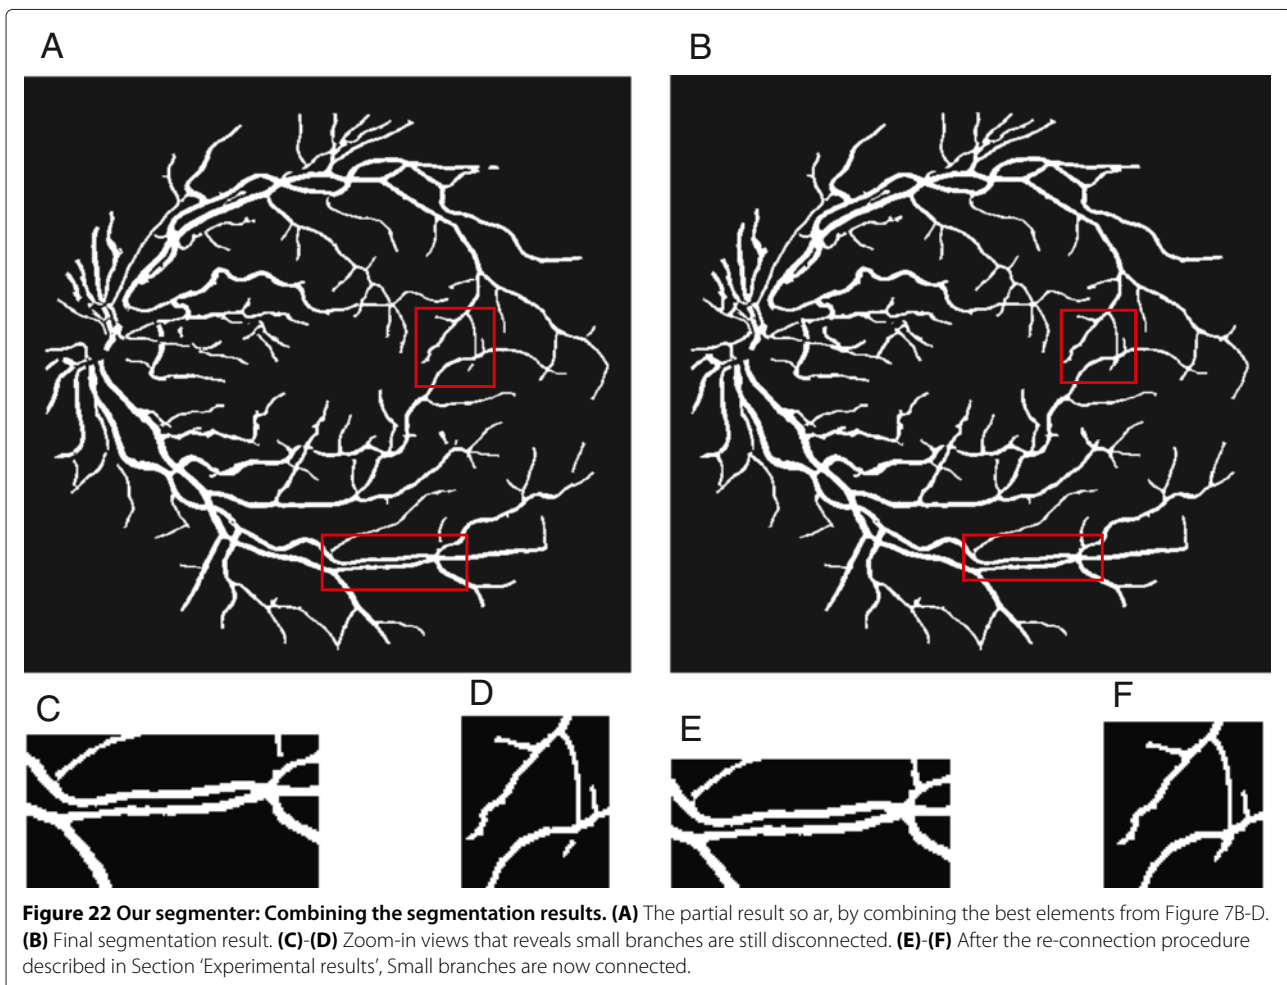 A
B
C
D
E
F
Figure 22 Our segmenter: Combining the segmentation results. (A) The partial result so ar, by combining the best elements from Figure 7B-D.
(B) Final segmentation result. (C)-(D) Zoom-in views that reveals small branches are still disconnected. (E)-(F) After the re-connection procedure
described in Section ‘Experimental results’, Small branches are now connected.